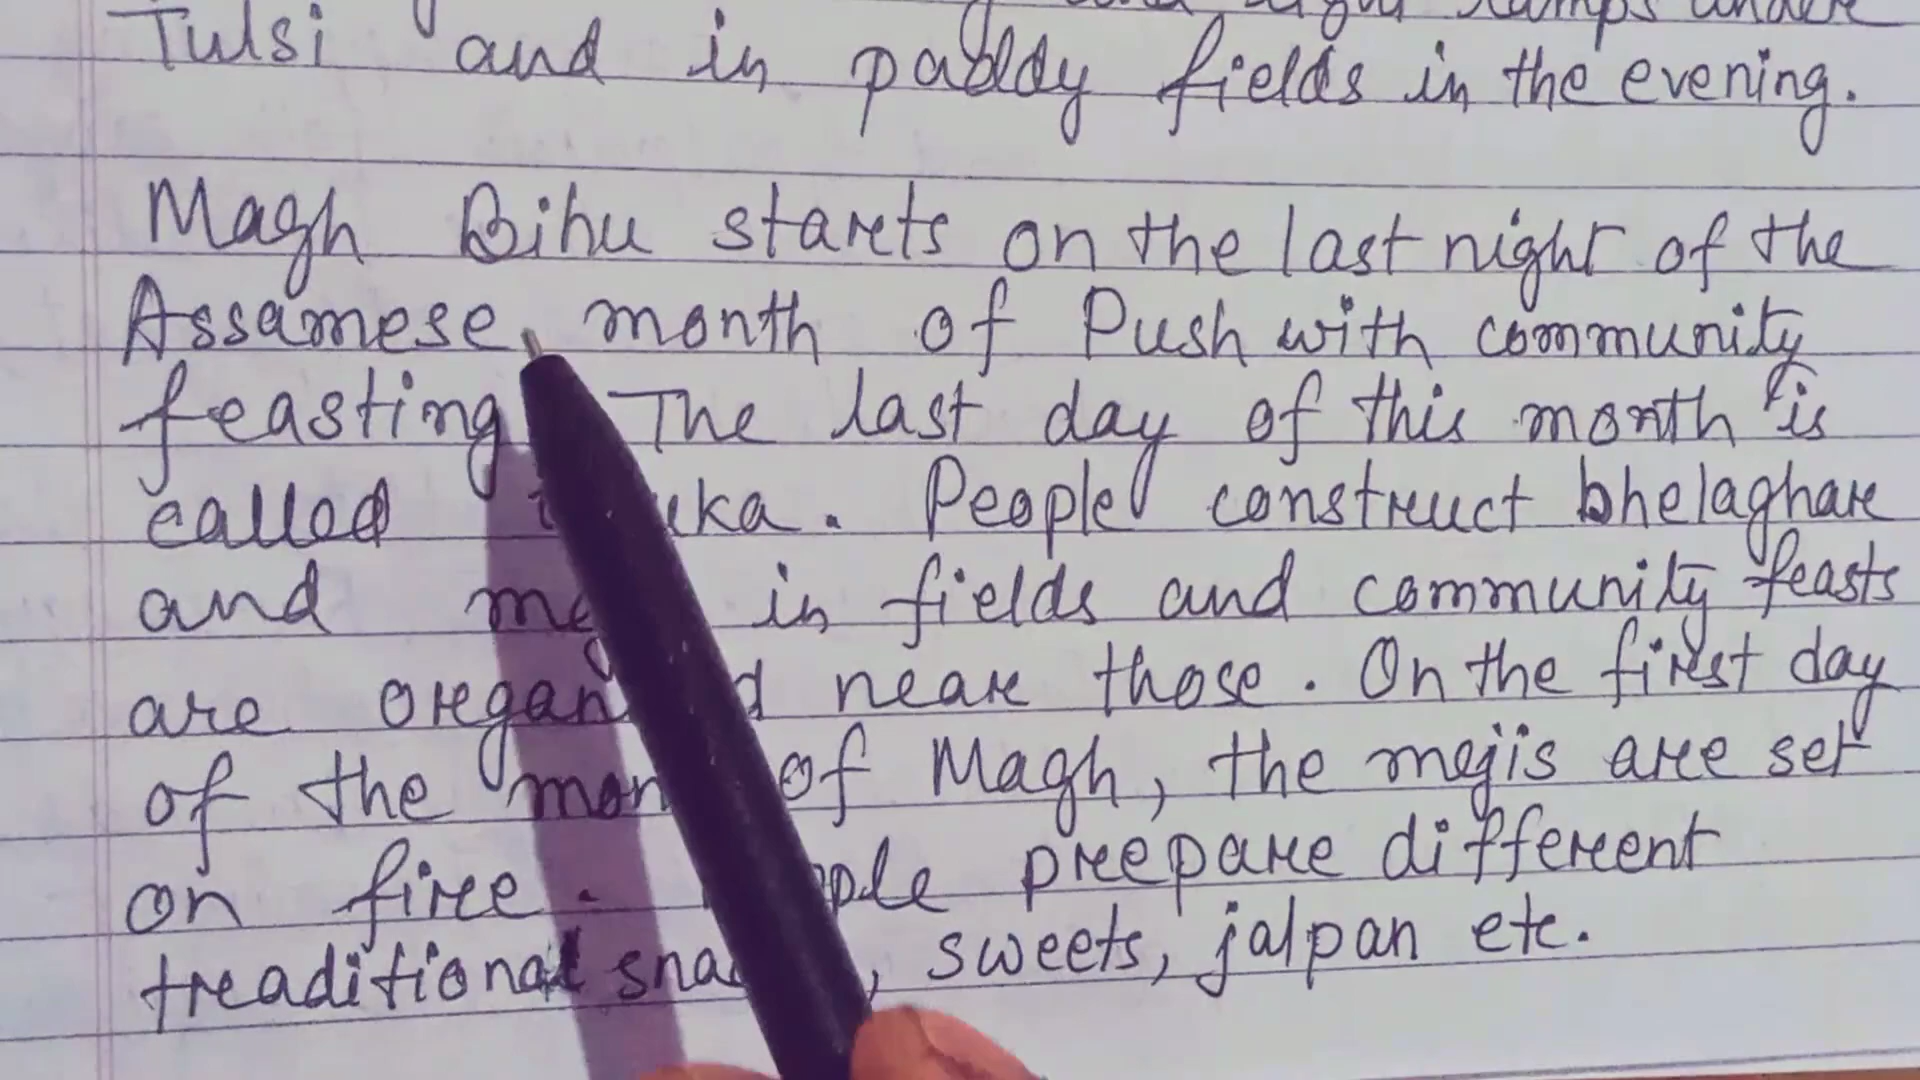 lamps under
Tulsi and in paddy fields in the evening.
Magh Bihu starts on the last night of the
Assamese month of Push with community
feasting The last day of this month is
called People construct bhelaghar
and in fields and community feasts
are near those. On the first day
of the of Magh, the mejis are set
on fire. prepare different
traditional , sweets, jalpan etc.